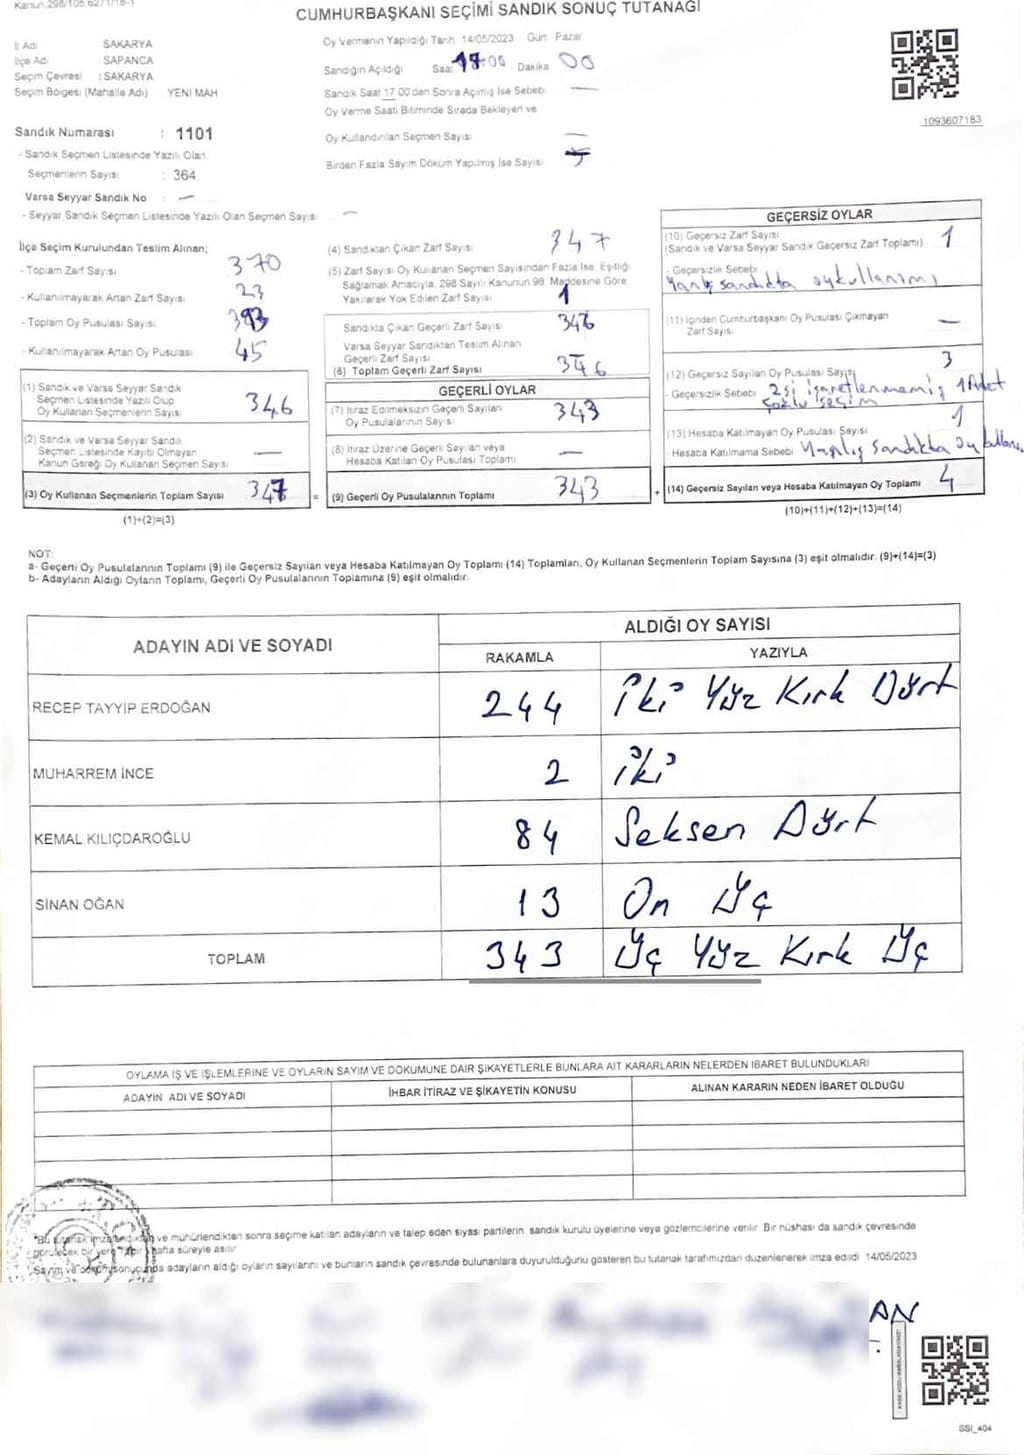 Kanun.298/105,627/1/18-1
CUMHURBAŞKANI SEÇİMİ SANDIK SONUÇ TUTANAĞI
İl Adı SAKARYA
İlçe Adı SAPANCA
Seçim Çevresi : SAKARYA
Seçim Bölgesi (Mahalle Adı) YENİ MAH
Sandık Numarası : 1101
- Sandık Seçmen Listesinde Yazılı Olan
Seçmenlerin Sayısı : 364
Varsa Seyyar Sandık No : —
- Seyyar Sandık Seçmen Listesinde Yazılı Olan Seçmen Sayısı —
Oy Vermenin Yapıldığı Tarih 14/05/2023 Gün Pazar
Sandığın Açıldığı Saat 17:00 Dakika 00
Sandık Saat 17 00'den Sonra Açılmış İse Sebebi —
Oy Verme Saati Bitiminde Sırada Bekleyen ve
Oy Kullandırılan Seçmen Sayısı —
Birden Fazla Sayım Döküm Yapılmış İse Sayısı
1093607183
İlçe Seçim Kurulundan Teslim Alınan;
- Toplam Zarf Sayısı 370
- Kullanılmayarak Artan Zarf Sayısı 23
- Toplam Oy Pusulası Sayısı 393
- Kullanılmayarak Artan Oy Pusulası 45
(1) Sandık ve Varsa Seyyar Sandık
Seçmen Listesinde Yazılı Olup
Oy Kullanan Seçmenlerin Sayısı 346
(2) Sandık ve Varsa Seyyar Sandık
Seçmen Listesinde Kayıtlı Olmayan
Kanun Gereği Oy Kullanan Seçmen Sayısı —
(3) Oy Kullanan Seçmenlerin Toplam Sayısı 347 =
(1)+(2)=(3)
(4) Sandıktan Çıkan Zarf Sayısı 347
(5) Zarf Sayısı Oy Kullanan Seçmen Sayısından Fazla İse, Eşitliği
Sağlamak Amacıyla, 298 Sayılı Kanunun 98. Maddesine Göre
Yakılarak Yok Edilen Zarf Sayısı 1
Sandıkta Çıkan Geçerli Zarf Sayısı 346
Varsa Seyyar Sandıktan Teslim Alınan
Geçerli Zarf Sayısı
(6) Toplam Geçerli Zarf Sayısı 346
GEÇERLİ OYLAR
(7) İtiraz Edilmeksizin Geçerli Sayılan
Oy Pusulalarının Sayısı 343
(8) İtiraz Üzerine Geçerli Sayılan veya
Hesaba Katılan Oy Pusulası Toplamı —
(9) Geçerli Oy Pusulalarının Toplamı 343 +
GEÇERSİZ OYLAR
(10) Geçersiz Zarf Sayısı
(Sandık ve Varsa Seyyar Sandık Geçersiz Zarf Toplamı) 1
- Geçersizlik Sebebi
Yanlış sandıkta oy kullanımı
(11) İçinden Cumhurbaşkanı Oy Pusulası Çıkmayan
Zarf Sayısı —
(12) Geçersiz Sayılan Oy Pusulası Sayısı 3
- Geçersizlik Sebebi 2si işaretlenmemiş 1 Adet
çoklu seçim
(13) Hesaba Katılmayan Oy Pusulası Sayısı 1
- Hesaba Katılmama Sebebi Yanlış sandıkta oy
(14) Geçersiz Sayılan veya Hesaba Katılmayan Oy Toplamı 4
(10)+(11)+(12)+(13)=(14)
NOT:
a- Geçerli Oy Pusulalarının Toplamı (9) ile Geçersiz Sayılan veya Hesaba Katılmayan Oy Toplamı (14) Toplamları, Oy Kullanan Seçmenlerin Toplam Sayısına (3) eşit olmalıdır. (9)+(14)=(3)
b- Adayların Aldığı Oyların Toplamı, Geçerli Oy Pusulalarının Toplamına (9) eşit olmalıdır.
ADAYIN ADI VE SOYADI
ALDIĞI OY SAYISI
RAKAMLA YAZIYLA
RECEP TAYYİP ERDOĞAN 244 İki Yüz Kırk Dört
MUHARREM İNCE 2 İki
KEMAL KILIÇDAROĞLU 84 Seksen Dört
SİNAN OĞAN 13 On Üç
TOPLAM 343 Üç Yüz Kırk Üç
OYLAMA İŞ VE İŞLEMLERİNE VE OYLARIN SAYIM VE DÖKÜMÜNE DAİR ŞİKAYETLERLE BUNLARA AİT KARARLARIN NELERDEN İBARET BULUNDUKLARI
ADAYIN ADI VE SOYADI İHBAR İTİRAZ VE ŞİKAYETİN KONUSU ALINAN KARARIN NEDEN İBARET OLDUĞU
"Bu tutanak imzalandıktan ve mühürlendikten sonra seçime katılan adayların ve talep eden siyasi partilerin sandık kurulu üyelerine veya gözlemcilerine verilir. Bir nüshası da sandık çevresinde
görülecek bir yere 1 bir hafta süreyle asılır.
Sayım ve döküm sonucunda adayların aldığı oyların sayılarını ve bunların sandık çevresinde bulunanlara duyurulduğunu gösteren bu tutanak tarafımızdan düzenlenerek imza edildi 14/05/2023
AN
SSI_404